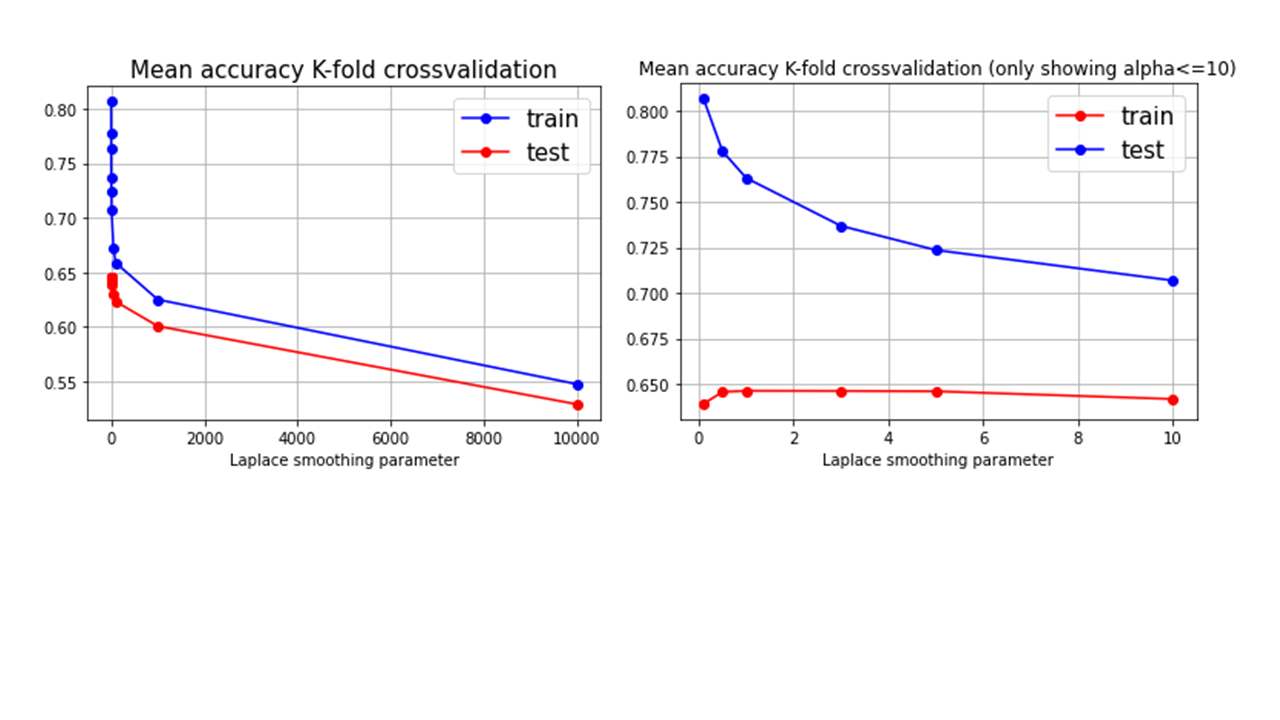 Mean accuracy K-fold crossvalidation
train
test
0.80
0.75
0.70
0.65
0.60
0.55
0 2000 4000 6000 8000 10000
Laplace smoothing parameter
Mean accuracy K-fold crossvalidation (only showing alpha<=10)
train
test
0.800
0.775
0.750
0.725
0.700
0.675
0.650
0 2 4 6 8 10
Laplace smoothing parameter